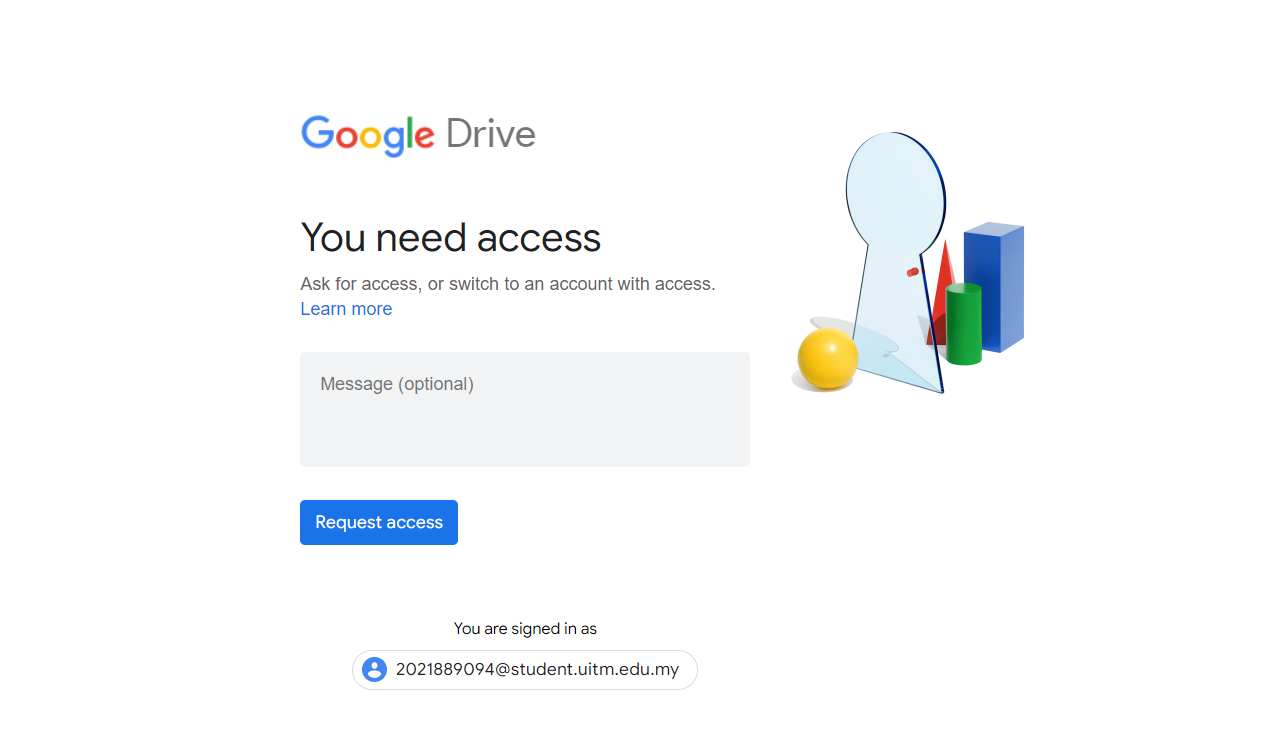 Google Drive
You need access
Ask for access, or switch to an account with access.
Learn more
Message (optional)
Request access
You are signed in as
2021889094@student.uitm.edu.my